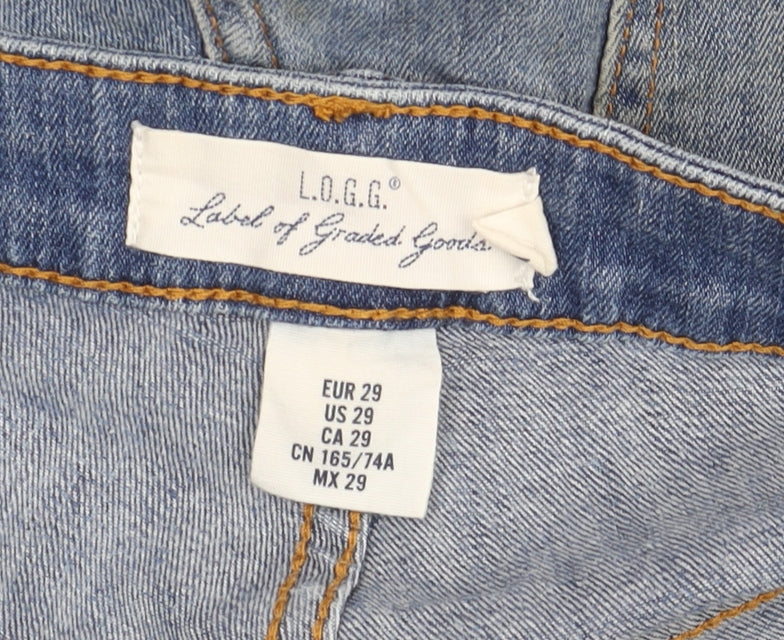 L.O.G.G.®
Label of Graded Goods.
EUR 29
US 29
CA 29
CN 165/74A
MX 29